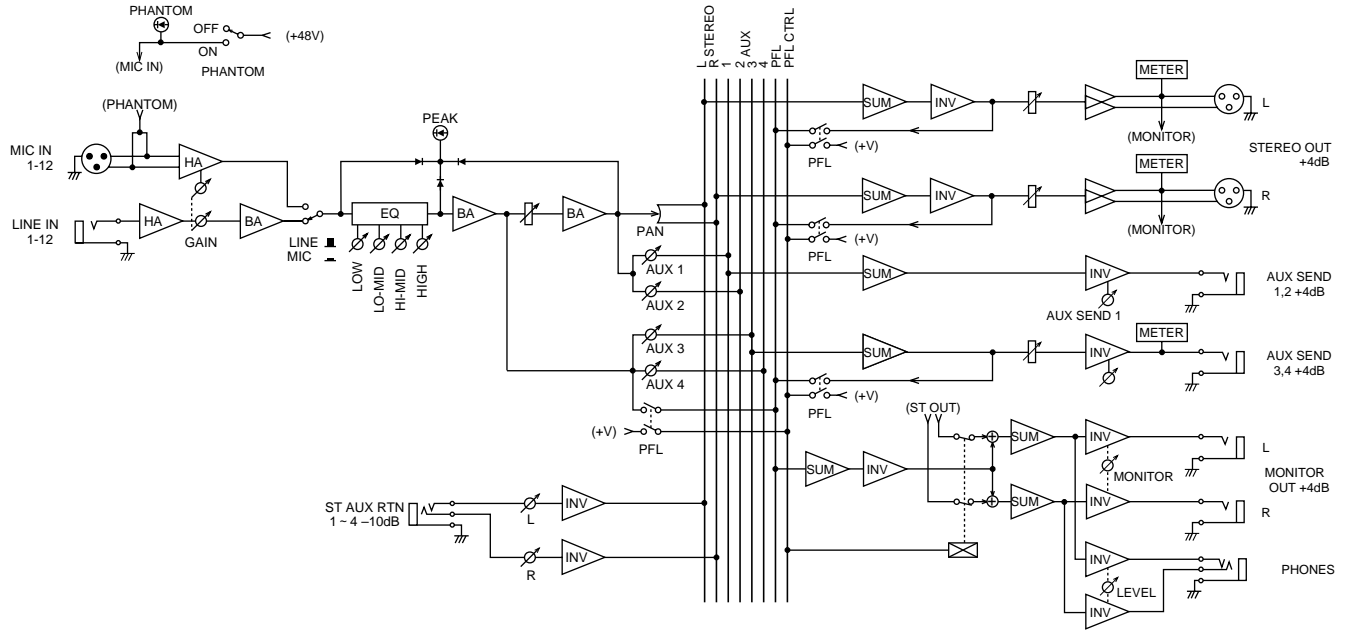 PHANTOM
OFF
(+48V)
ON
(MIC IN)
PHANTOM
(PHANTOM)
MIC IN
1-12
HA
LINE IN
1-12
HA
GAIN
BA
LINE
MIC
PEAK
EQ
LOW
LO-MID
HI-MID
HIGH
BA
BA
PAN
AUX 1
AUX 2
AUX 3
AUX 4
(+V)
PFL
ST AUX RTN
1 ~ 4 –10dB
L
INV
R
INV
L
R STEREO
1
2 AUX
3
4
PFL
PFL CTRL
SUM
INV
METER
L
(MONITOR)
PFL
(+V)
STEREO OUT
+4dB
SUM
INV
METER
R
(MONITOR)
PFL
(+V)
SUM
INV
AUX SEND 1
AUX SEND
1,2 +4dB
SUM
INV
METER
AUX SEND
3,4 +4dB
PFL
(+V)
(ST OUT)
SUM
INV
SUM
INV
L
MONITOR
MONITOR
OUT +4dB
SUM
INV
R
INV
LEVEL
INV
PHONES